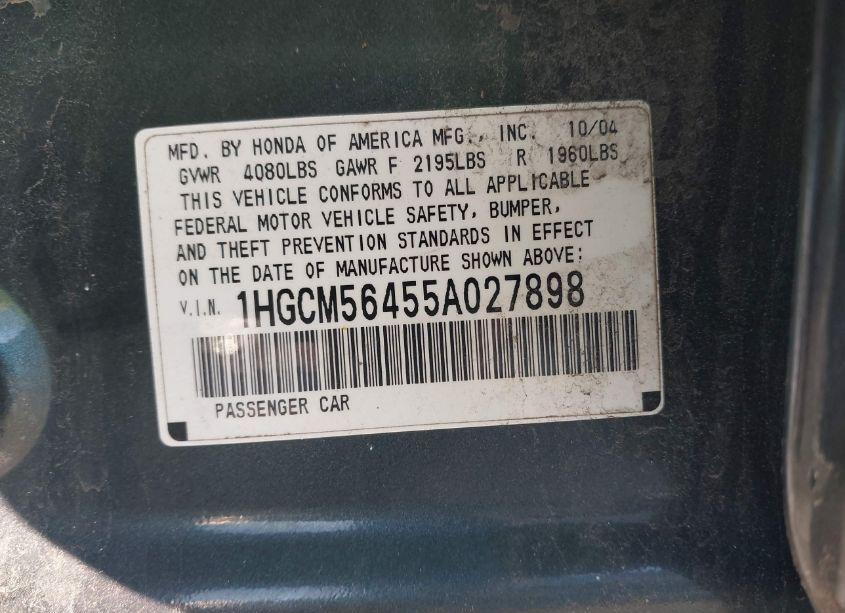 MFD. BY HONDA OF AMERICA MFG., INC. 10/04
GVWR 4080LBS GAWR F 2195LBS R 1960LBS
THIS VEHICLE CONFORMS TO ALL APPLICABLE
FEDERAL MOTOR VEHICLE SAFETY, BUMPER,
AND THEFT PREVENTION STANDARDS IN EFFECT
ON THE DATE OF MANUFACTURE SHOWN ABOVE:
V.I.N. 1HGCM56455A027898
PASSENGER CAR